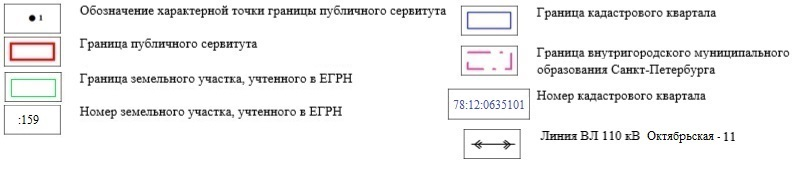 1
Обозначение характерной точки границы публичного сервитута
Граница публичного сервитута
Граница земельного участка, учтенного в ЕГРН
:159
Номер земельного участка, учтенного в ЕГРН
Граница кадастрового квартала
Граница внутригородского муниципального
образования Санкт-Петербурга
78:12:0635101
Номер кадастрового квартала
Линия ВЛ 110 кВ Октябрьская - 11